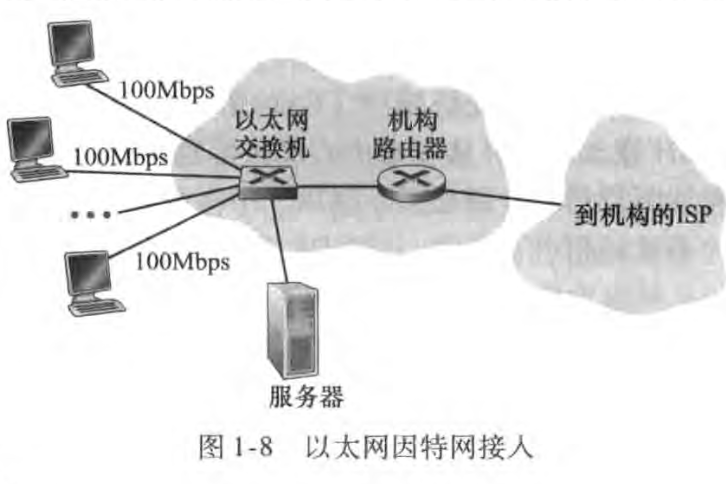 100Mbps
以太网
交换机
机构
路由器
100Mbps
到机构的ISP
100Mbps
服务器
图 1-8 以太网因特网接人